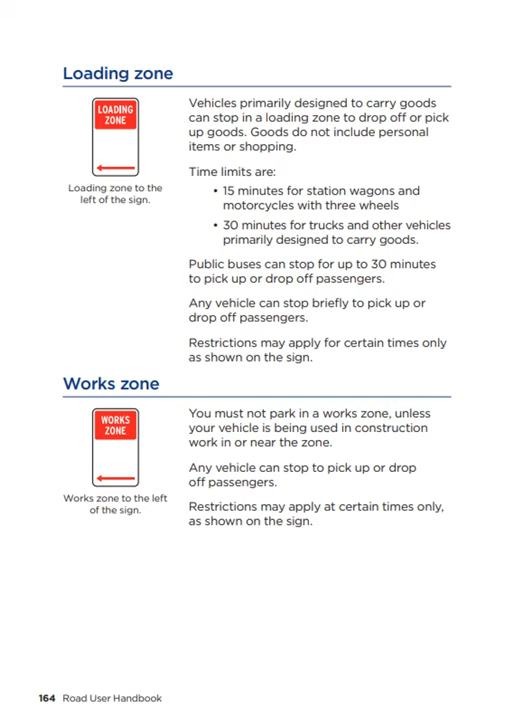 Loading zone
LOADING
ZONE
Loading zone to the
left of the sign.
Vehicles primarily designed to carry goods
can stop in a loading zone to drop off or pick
up goods. Goods do not include personal
items or shopping.
Time limits are:
• 15 minutes for station wagons and
motorcycles with three wheels
• 30 minutes for trucks and other vehicles
primarily designed to carry goods.
Public buses can stop for up to 30 minutes
to pick up or drop off passengers.
Any vehicle can stop briefly to pick up or
drop off passengers.
Restrictions may apply for certain times only
as shown on the sign.
Works zone
WORKS
ZONE
Works zone to the left
of the sign.
You must not park in a works zone, unless
your vehicle is being used in construction
work in or near the zone.
Any vehicle can stop to pick up or drop
off passengers.
Restrictions may apply at certain times only,
as shown on the sign.
164 Road User Handbook